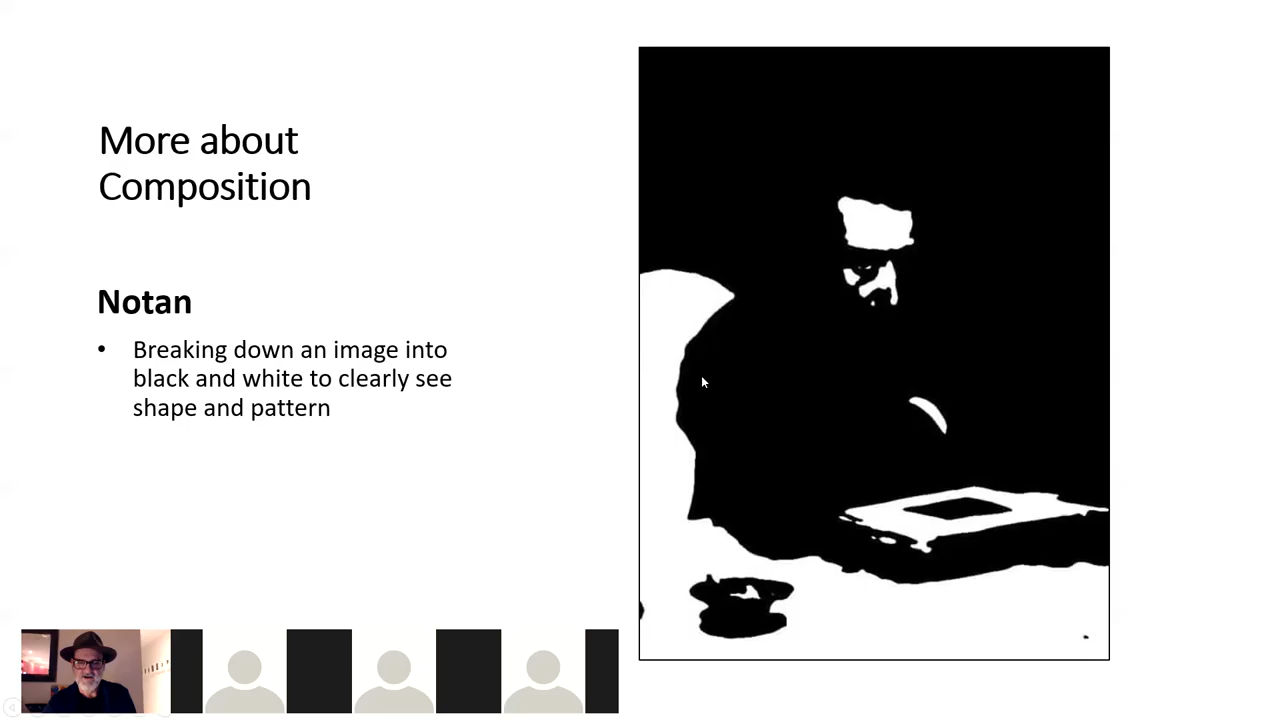 More about
Composition
Notan
• Breaking down an image into
black and white to clearly see
shape and pattern